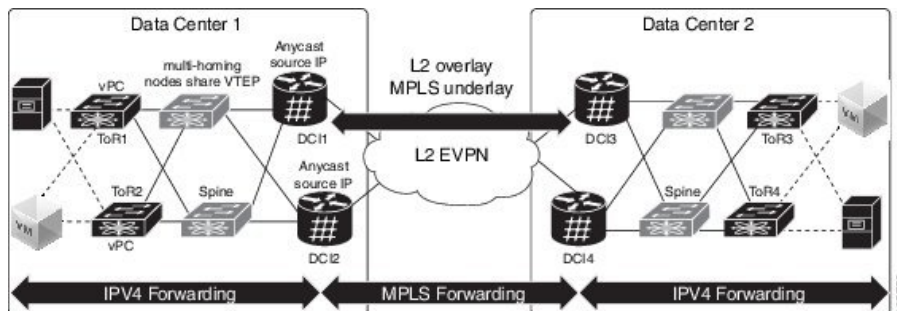 Data Center 1
Data Center 2
Anycast
source IP
multi-homing
nodes share VTEP
vPC
L2 overlay
MPLS underlay
ToR1
DCI1
DCI3
ToR3
VM
L2 EVPN
Anycast
source IP
ToR2
Spine
Spine
ToR4
VM
vPC
DCI2
DCI4
IPV4 Forwarding
MPLS Forwarding
IPV4 Forwarding